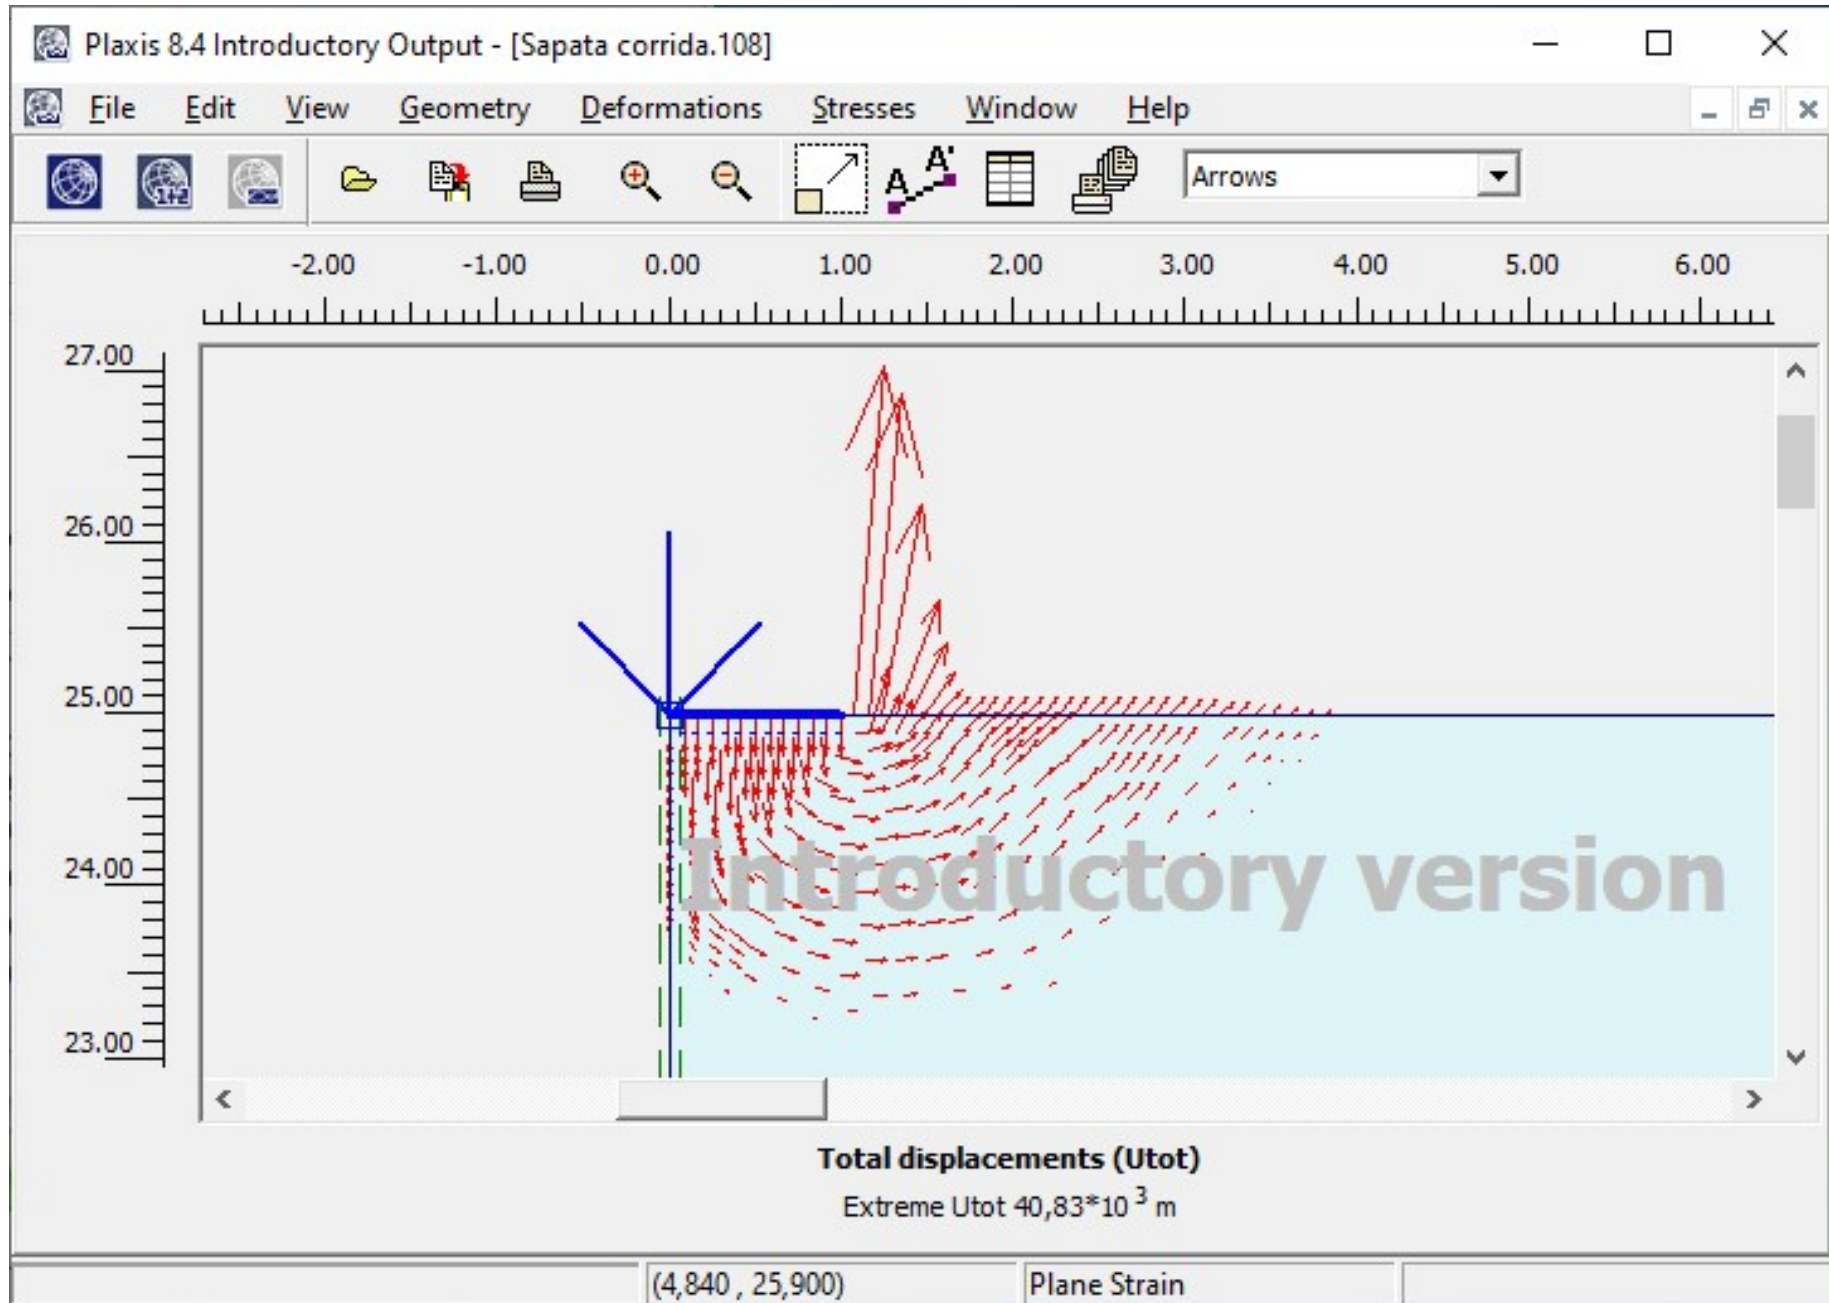 Plaxis 8.4 Introductory Output - [Sapata corrida.108]
File Edit View Geometry Deformations Stresses Window Help
A A' Arrows
-2.00 -1.00 0.00 1.00 2.00 3.00 4.00 5.00 6.00
27.00
26.00
25.00
24.00
23.00
Introductory version
Total displacements (Utot)
Extreme Utot 40,83*10 3 m
(4,840 , 25,900) Plane Strain